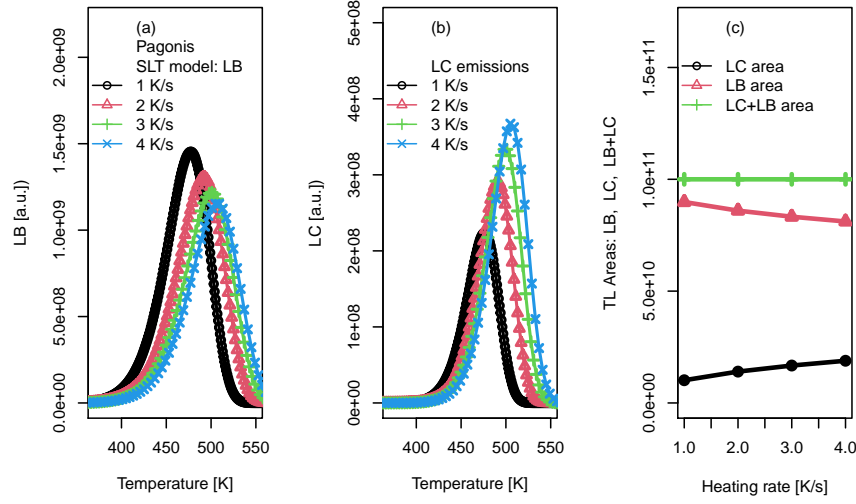 (a)
Pagonis
SLT model: LB
1 K/s
2 K/s
3 K/s
4 K/s
LB [a.u.]
0.0e+00
5.0e+08
1.0e+09
1.5e+09
2.0e+09
400
450
500
550
Temperature [K]
(b)
LC emissions
1 K/s
2 K/s
3 K/s
4 K/s
LC [a.u.]
0e+00
1e+08
2e+08
3e+08
4e+08
5e+08
400
450
500
550
Temperature [K]
(c)
LC area
LB area
LC+LB area
TL Areas: LB, LC, LB+LC
0.0e+00
5.0e+10
1.0e+11
1.5e+11
1.0
2.0
3.0
4.0
Heating rate [K/s]